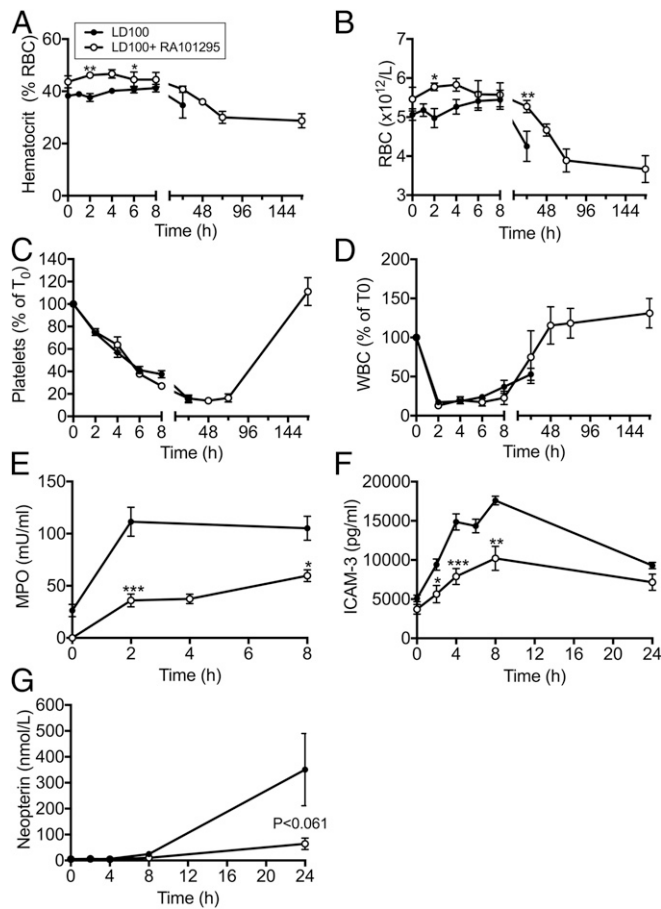 A
LD100
LD100+ RA101295
Hematocrit (% RBC)
60
40
20
0
**
*
0 2 4 6 8 48 96 144
Time (h)
B
RBC (x10^12/L)
6
5
4
3
*
**
0 2 4 6 8 48 96 144
Time (h)
C
Platelets (% of T0)
140
120
100
80
60
40
20
0
0 2 4 6 8 48 96 144
Time (h)
D
WBC (% of T0)
200
150
100
50
0
0 2 4 6 8 48 96 144
Time (h)
E
MPO (mU/ml)
150
100
50
0
***
*
0 2 4 8
Time (h)
F
ICAM-3 (pg/ml)
20000
15000
10000
5000
0
*
***
**
0 4 8 12 16 20 24
Time (h)
G
Neopterin (nmol/L)
600
500
400
300
200
100
0
P<0.061
0 4 8 12 16 20 24
Time (h)